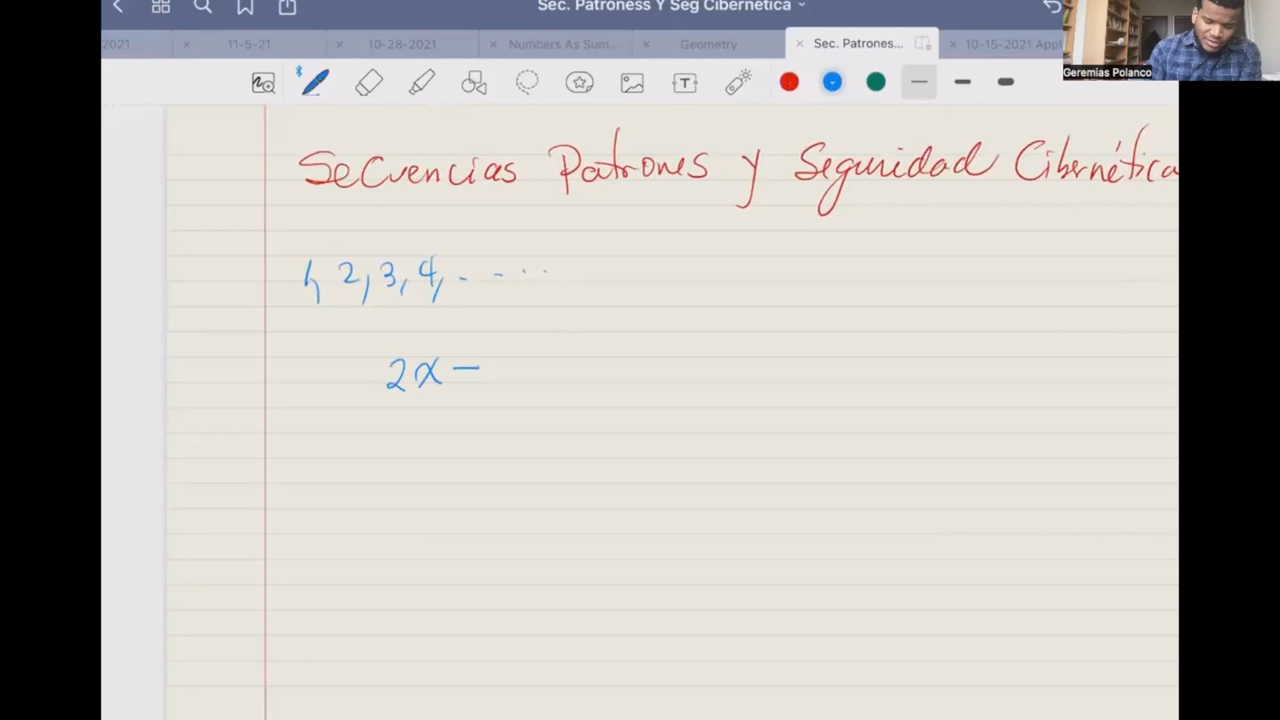 Sec. Patroness Y Seg Cibernetica
2021 11-5-21 10-28-2021 Numbers As Sum... Geometry Sec. Patrones... 10-15-2021 Appl
Geremias Polanco
Secuencias Patrones y Seguridad Cibernética
1, 2, 3, 4, - - . . .
2x -